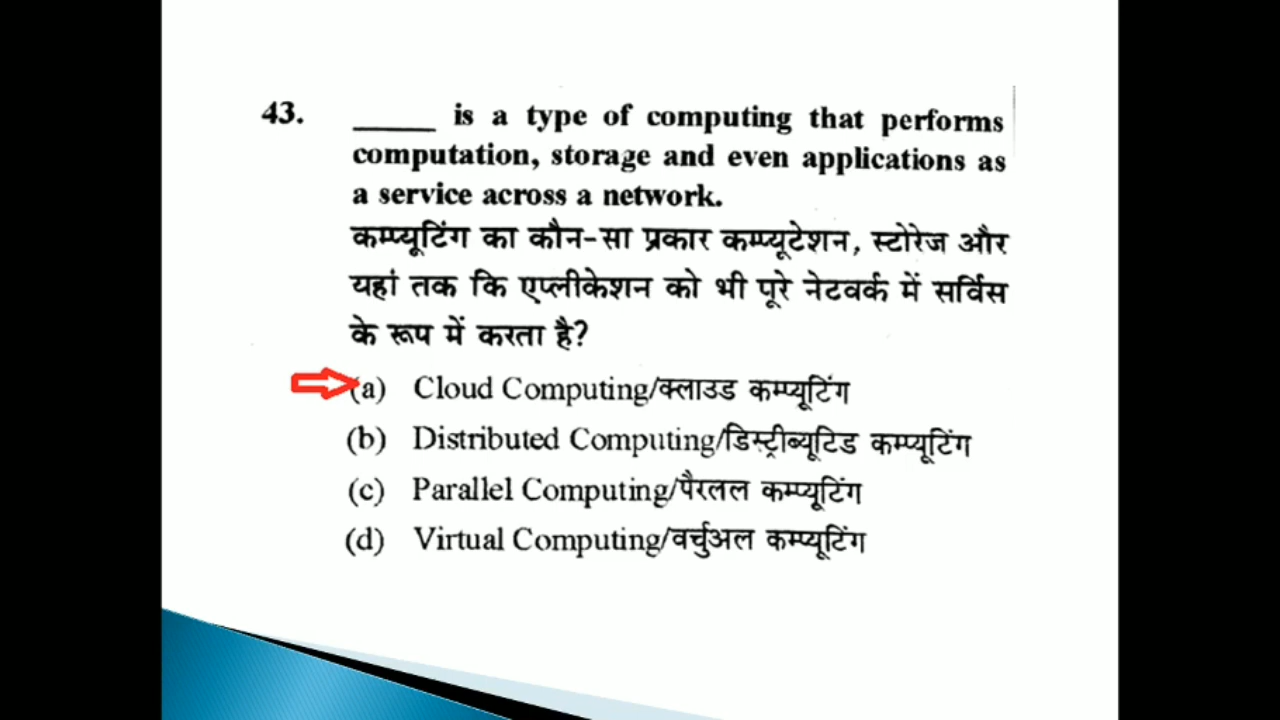 43. _____ is a type of computing that performs
computation, storage and even applications as
a service across a network.
कम्प्यूटिंग का कौन-सा प्रकार कम्प्यूटेशन, स्टोरेज और
यहां तक कि एप्लीकेशन को भी पूरे नेटवर्क में सर्विस
के रूप में करता है?
(a) Cloud Computing/क्लाउड कम्प्यूटिंग
(b) Distributed Computing/डिस्ट्रीब्यूटिड कम्प्यूटिंग
(c) Parallel Computing/पैरलल कम्प्यूटिंग
(d) Virtual Computing/वर्चुअल कम्प्यूटिंग